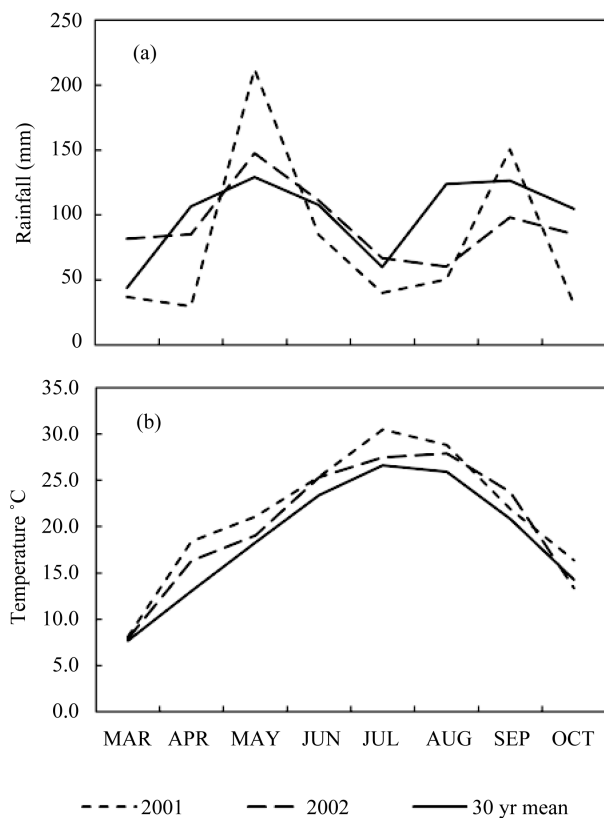 250
(a)
200
150
100
50
0
Rainfall (mm)
35.0
(b)
30.0
25.0
20.0
15.0
10.0
5.0
0.0
Temperature ˚C
MAR APR MAY JUN JUL AUG SEP OCT
2001 2002 30 yr mean